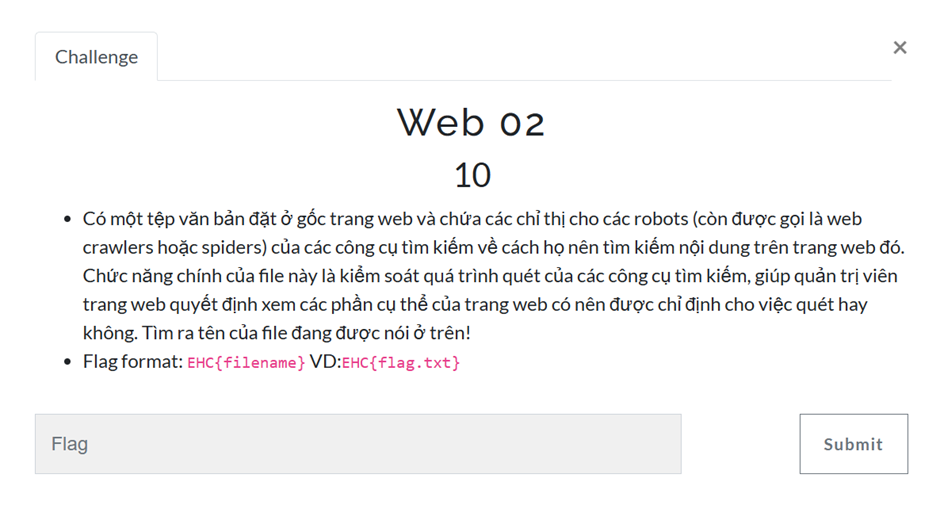 Challenge
×
Web 02
10
• Có một tệp văn bản đặt ở gốc trang web và chứa các chỉ thị cho các robots (còn được gọi là web
crawlers hoặc spiders) của các công cụ tìm kiếm về cách họ nên tìm kiếm nội dung trên trang web đó.
Chức năng chính của file này là kiểm soát quá trình quét của các công cụ tìm kiếm, giúp quản trị viên
trang web quyết định xem các phần cụ thể của trang web có nên được chỉ định cho việc quét hay
không. Tìm ra tên của file đang được nói ở trên!
• Flag format: EHC{filename} VD:EHC{flag.txt}
Flag
Submit